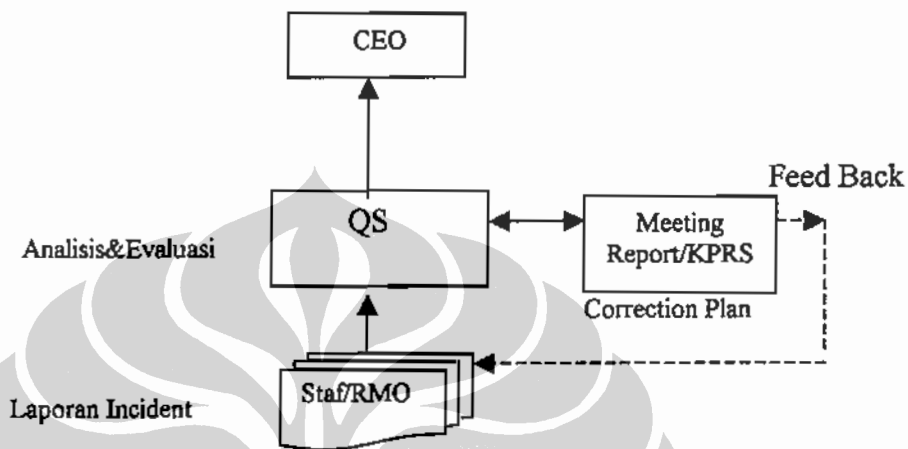 CEO
Feed Back
QS
Meeting
Report/KPRS
Analisis&Evaluasi
Correction Plan
Staf/RMO
Laporan Incident